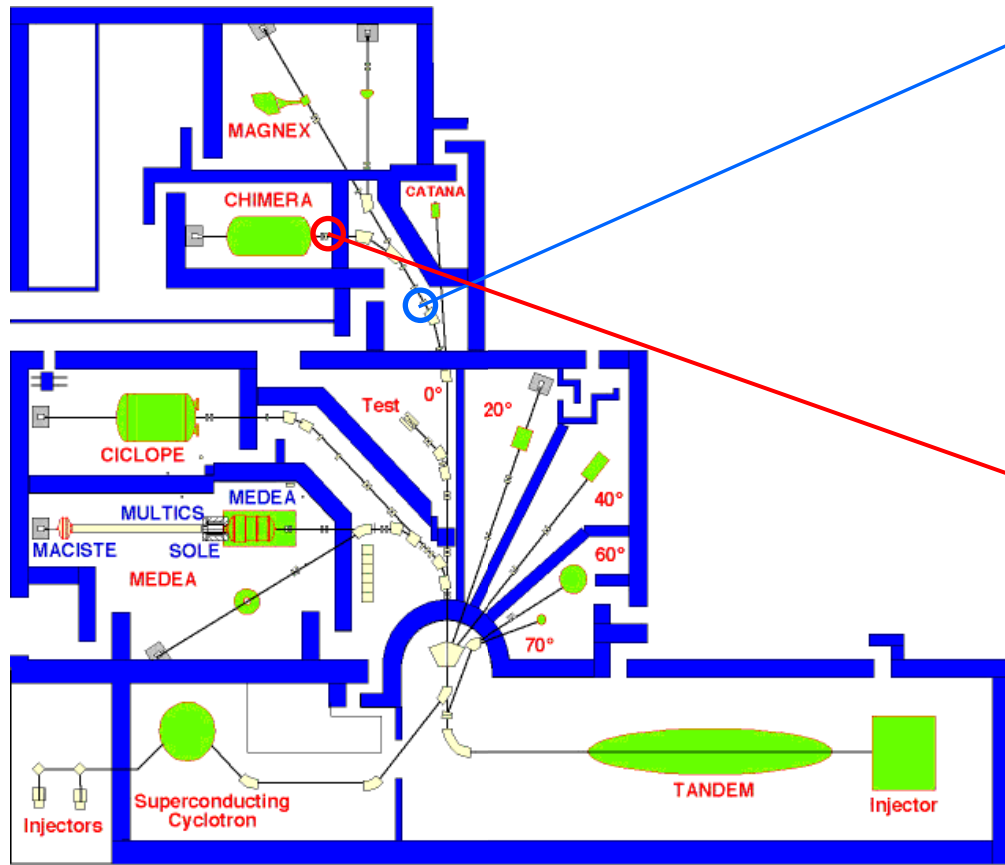 MAGNEX
CHIMERA
CATANA
0°
Test
20°
CICLOPE
MEDEA
40°
MULTICS
SOLE
MACISTE
60°
MEDEA
70°
Superconducting
Cyclotron
TANDEM
Injectors
Injector